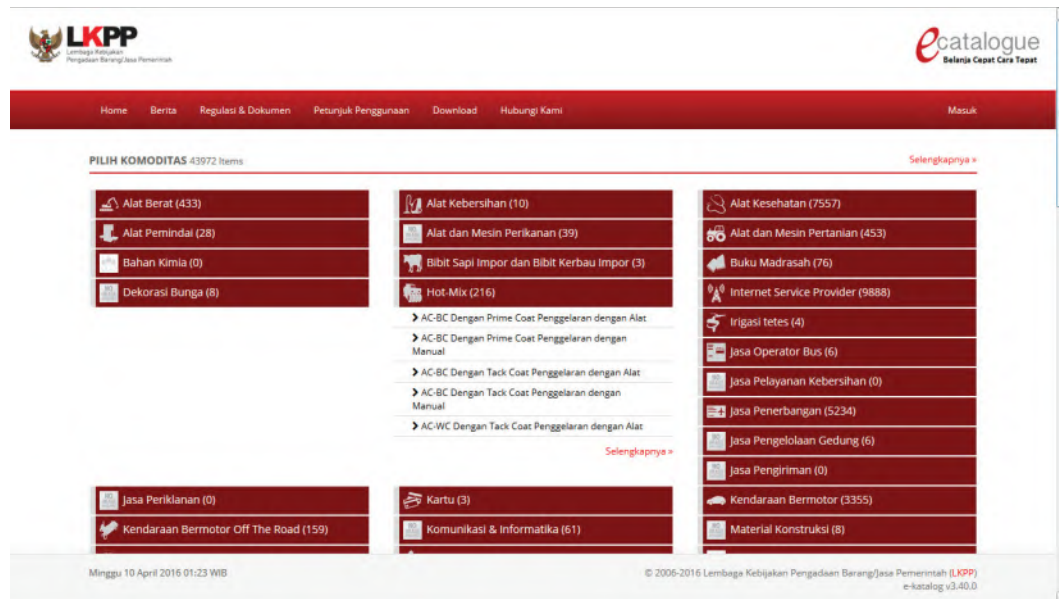 LKPP
Lembaga Kebijakan
Pengadaan Barang/Jasa Pemerintah
ecatalogue
Belanja Cepat Cara Tepat
Home Berita Regulasi & Dokumen Petunjuk Penggunaan Download Hubungi Kami Masuk
PILIH KOMODITAS 43972 Items Selengkapnya »
Alat Berat (433)
Alat Kebersihan (10)
Alat Kesehatan (7557)
Alat Pemindai (28)
Alat dan Mesin Perikanan (39)
Alat dan Mesin Pertanian (453)
Bahan Kimia (0)
Bibit Sapi Impor dan Bibit Kerbau Impor (3)
Buku Madrasah (76)
Dekorasi Bunga (8)
Hot-Mix (216)
AC-BC Dengan Prime Coat Penggelaran dengan Alat
AC-BC Dengan Prime Coat Penggelaran dengan
Manual
AC-BC Dengan Tack Coat Penggelaran dengan Alat
AC-BC Dengan Tack Coat Penggelaran dengan
Manual
AC-WC Dengan Tack Coat Penggelaran dengan Alat
Selengkapnya »
Internet Service Provider (9888)
Irigasi tetes (4)
Jasa Operator Bus (6)
Jasa Pelayanan Kebersihan (0)
Jasa Penerbangan (5234)
Jasa Pengelolaan Gedung (6)
Jasa Pengiriman (0)
Jasa Periklanan (0)
Kartu (3)
Kendaraan Bermotor (3355)
Kendaraan Bermotor Off The Road (159)
Komunikasi & Informatika (61)
Material Konstruksi (8)
Minggu 10 April 2016 01:23 WIB
© 2006-2016 Lembaga Kebijakan Pengadaan Barang/Jasa Pemerintah (LKPP)
e-katalog v3.40.0